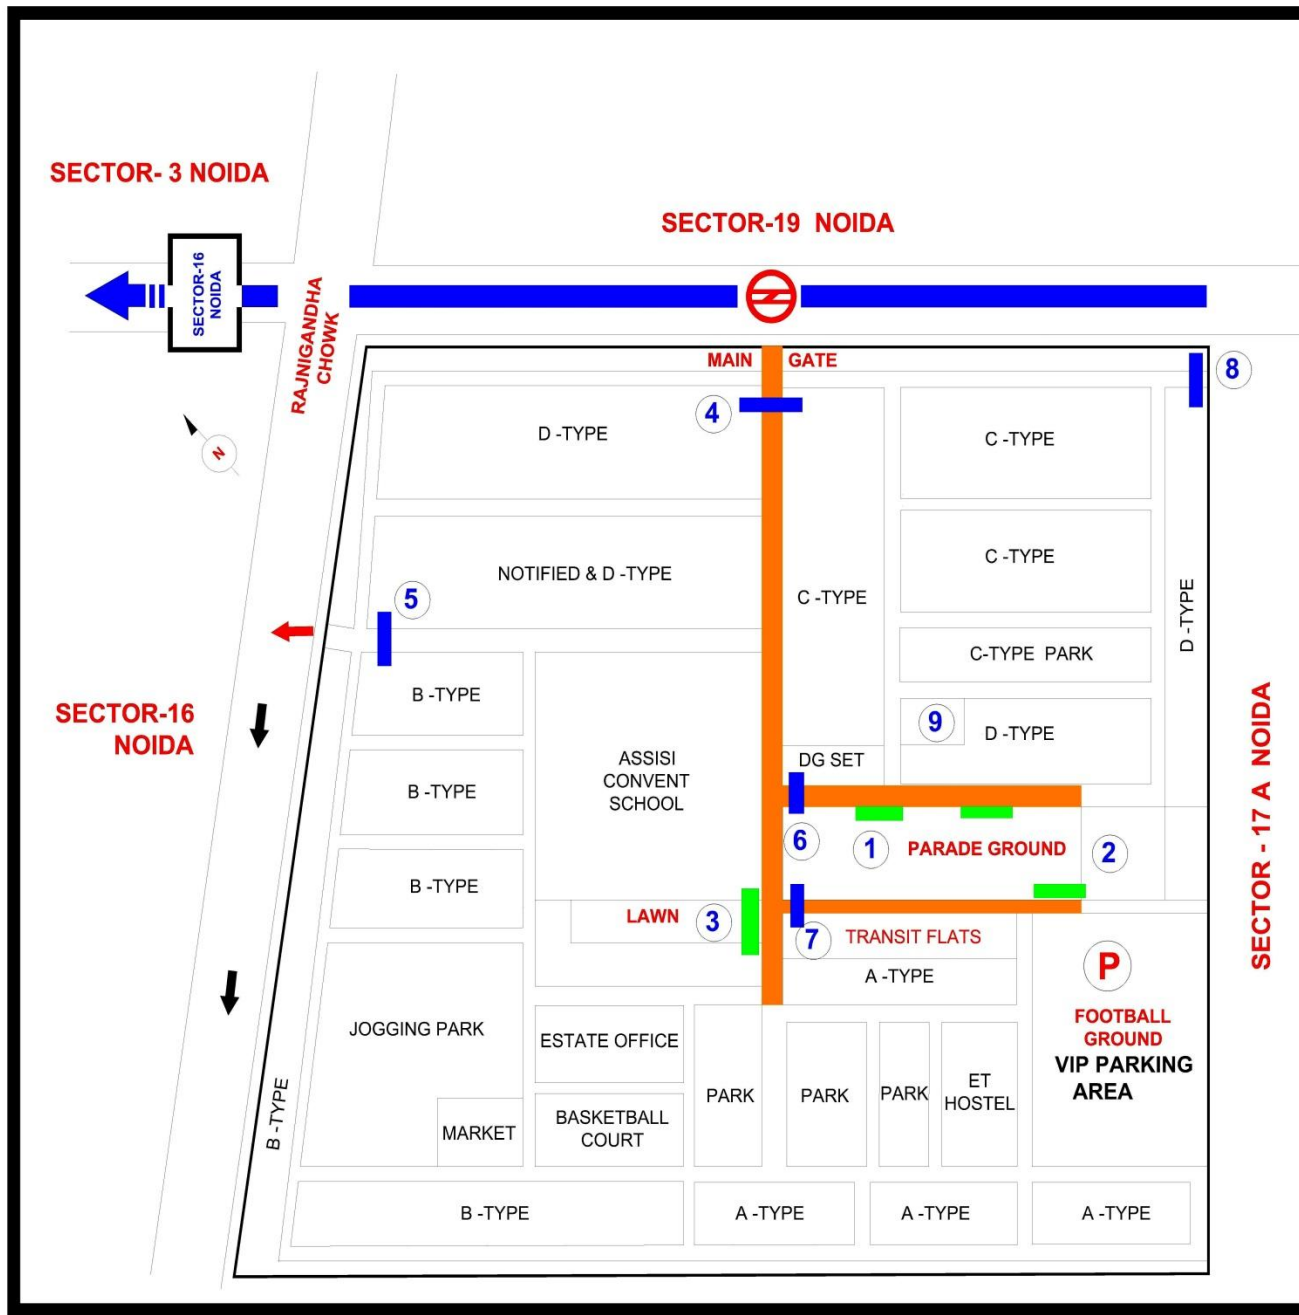 SECTOR- 3 NOIDA
SECTOR-19 NOIDA
SECTOR-16
NOIDA
RAJNIGANDHA
CHOWK
MAIN GATE
8
4
N
D -TYPE
C -TYPE
NOTIFIED & D -TYPE
C -TYPE
5
C -TYPE
D -TYPE
C-TYPE PARK
B -TYPE
SECTOR-16
NOIDA
9
D -TYPE
SECTOR - 17 A NOIDA
ASSISI
CONVENT
SCHOOL
DG SET
B -TYPE
6
1
PARADE GROUND
2
B -TYPE
LAWN
3
7
TRANSIT FLATS
A -TYPE
P
FOOTBALL
GROUND
VIP PARKING
AREA
JOGGING PARK
ESTATE OFFICE
PARK
PARK
PARK
ET
HOSTEL
B -TYPE
MARKET
BASKETBALL
COURT
B -TYPE
A -TYPE
A -TYPE
A -TYPE